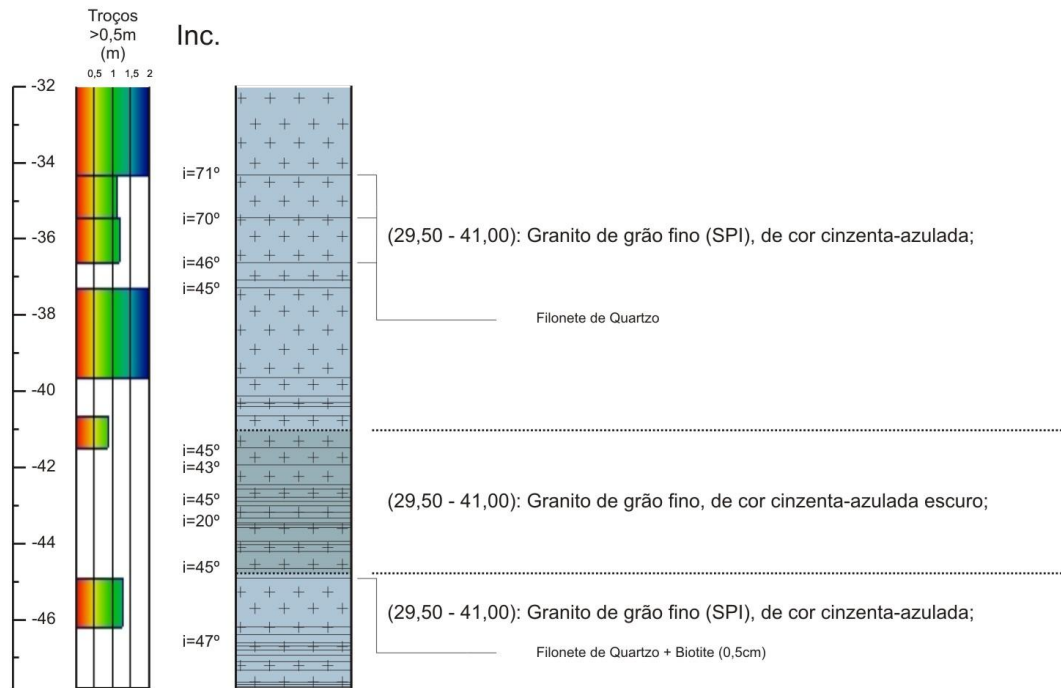 Troços
>0,5m
(m)
0,5 1 1,5 2
Inc.
-32
-34
-36
-38
-40
-42
-44
-46
i=71º
i=70º
i=46º
i=45º
i=45º
i=43º
i=45º
i=20º
i=45º
i=47º
(29,50 - 41,00): Granito de grão fino (SPI), de cor cinzenta-azulada;
Filonete de Quartzo
(29,50 - 41,00): Granito de grão fino, de cor cinzenta-azulada escuro;
(29,50 - 41,00): Granito de grão fino (SPI), de cor cinzenta-azulada;
Filonete de Quartzo + Biotite (0,5cm)